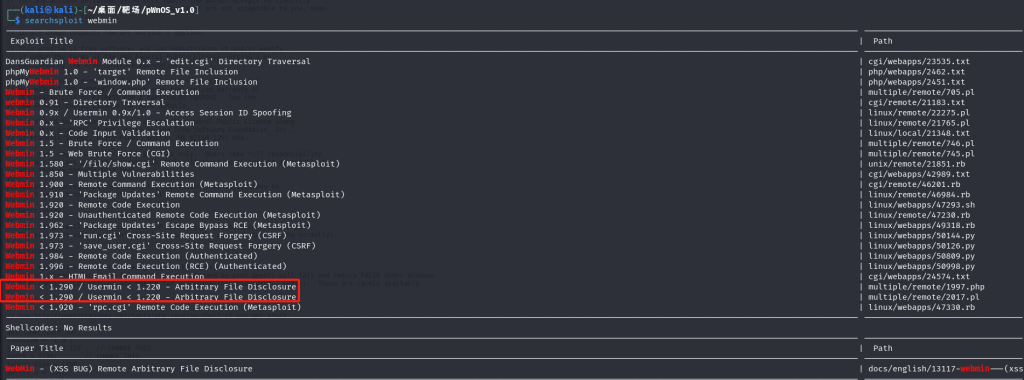 (kali㉿kali)-[~/桌面/靶场/pWnOS_v1.0]
$ searchsploit webmin
Exploit Title | Path
DansGuardian Webmin Module 0.x - 'edit.cgi' Directory Traversal | cgi/webapps/23535.txt
phpMyWebmin 1.0 - 'target' Remote File Inclusion | php/webapps/2462.txt
phpMyWebmin 1.0 - 'window.php' Remote File Inclusion | php/webapps/2451.txt
Webmin - Brute Force / Command Execution | multiple/remote/705.pl
webmin 0.91 - Directory Traversal | cgi/remote/21183.txt
Webmin 0.9x / Usermin 0.9x/1.0 - Access Session ID Spoofing | linux/remote/22275.pl
Webmin 0.x - 'RPC' Privilege Escalation | linux/remote/21765.pl
Webmin 0.x - Code Input Validation | linux/local/21348.txt
Webmin 1.5 - Brute Force / Command Execution | multiple/remote/746.pl
Webmin 1.5 - Web Brute Force (CGI) | multiple/remote/745.pl
Webmin 1.580 - '/file/show.cgi' Remote Command Execution (Metasploit) | unix/remote/21851.rb
Webmin 1.850 - Multiple Vulnerabilities | cgi/webapps/42989.txt
Webmin 1.900 - Remote Command Execution (Metasploit) | cgi/remote/46201.rb
Webmin 1.910 - 'Package Updates' Remote Command Execution (Metasploit) | linux/remote/46984.rb
Webmin 1.920 - Remote Code Execution | linux/webapps/47293.sh
Webmin 1.920 - Unauthenticated Remote Code Execution (Metasploit) | linux/remote/47230.rb
Webmin 1.962 - 'Package Updates' Escape Bypass RCE (Metasploit) | linux/webapps/49318.rb
Webmin 1.973 - 'run.cgi' Cross-Site Request Forgery (CSRF) | linux/webapps/50144.py
Webmin 1.973 - 'save_user.cgi' Cross-Site Request Forgery (CSRF) | linux/webapps/50126.py
Webmin 1.984 - Remote Code Execution (Authenticated) | linux/webapps/50809.py
Webmin 1.996 - Remote Code Execution (RCE) (Authenticated) | linux/webapps/50998.py
Webmin 1.x - HTML Email Command Execution | cgi/webapps/24574.txt
Webmin < 1.290 / Usermin < 1.220 - Arbitrary File Disclosure | multiple/remote/1997.php
Webmin < 1.290 / Usermin < 1.220 - Arbitrary File Disclosure | multiple/remote/2017.pl
Webmin < 1.920 - 'rpc.cgi' Remote Code Execution (Metasploit) | linux/webapps/47330.rb
Shellcodes: No Results
Paper Title | Path
WebMin - (XSS BUG) Remote Arbitrary File Disclosure | docs/english/13117-webmin---(xss